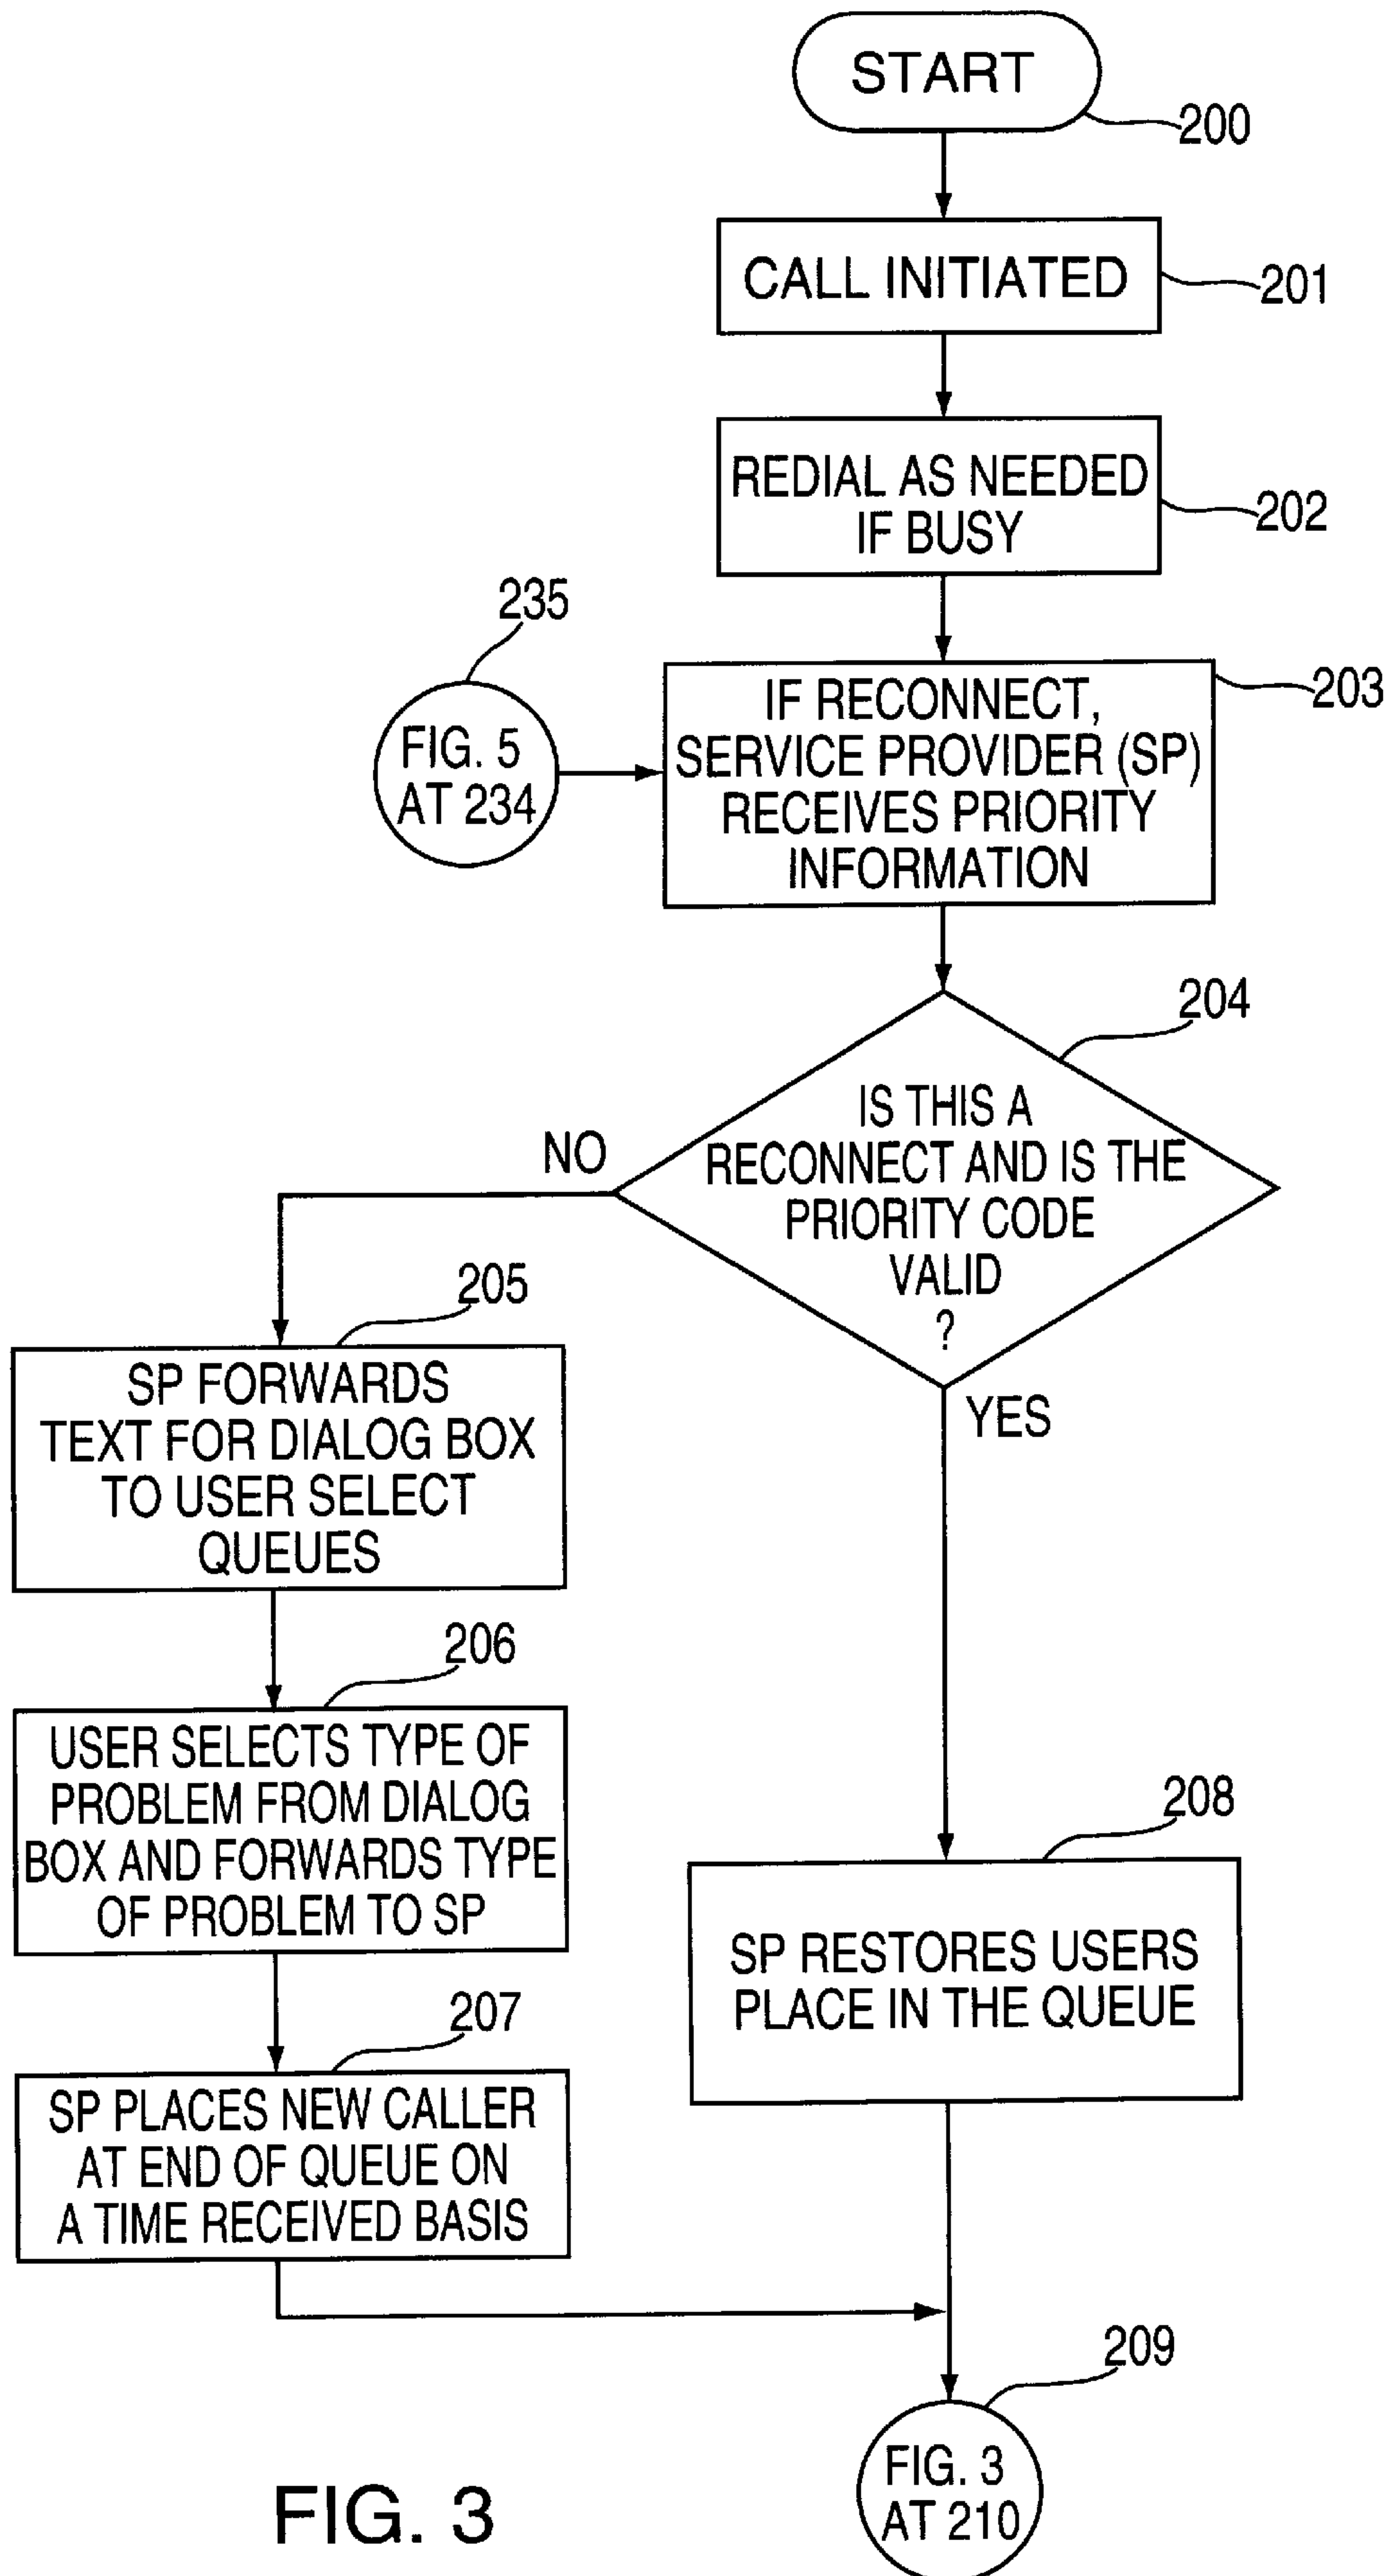 START
200
CALL INITIATED
201
REDIAL AS NEEDED
IF BUSY
202
235
FIG. 5
AT 234
IF RECONNECT,
SERVICE PROVIDER (SP)
RECEIVES PRIORITY
INFORMATION
203
204
IS THIS A
RECONNECT AND IS THE
PRIORITY CODE
VALID
?
NO
YES
205
SP FORWARDS
TEXT FOR DIALOG BOX
TO USER SELECT
QUEUES
206
USER SELECTS TYPE OF
PROBLEM FROM DIALOG
BOX AND FORWARDS TYPE
OF PROBLEM TO SP
207
SP PLACES NEW CALLER
AT END OF QUEUE ON
A TIME RECEIVED BASIS
208
SP RESTORES USERS
PLACE IN THE QUEUE
209
FIG. 3
AT 210
FIG. 3